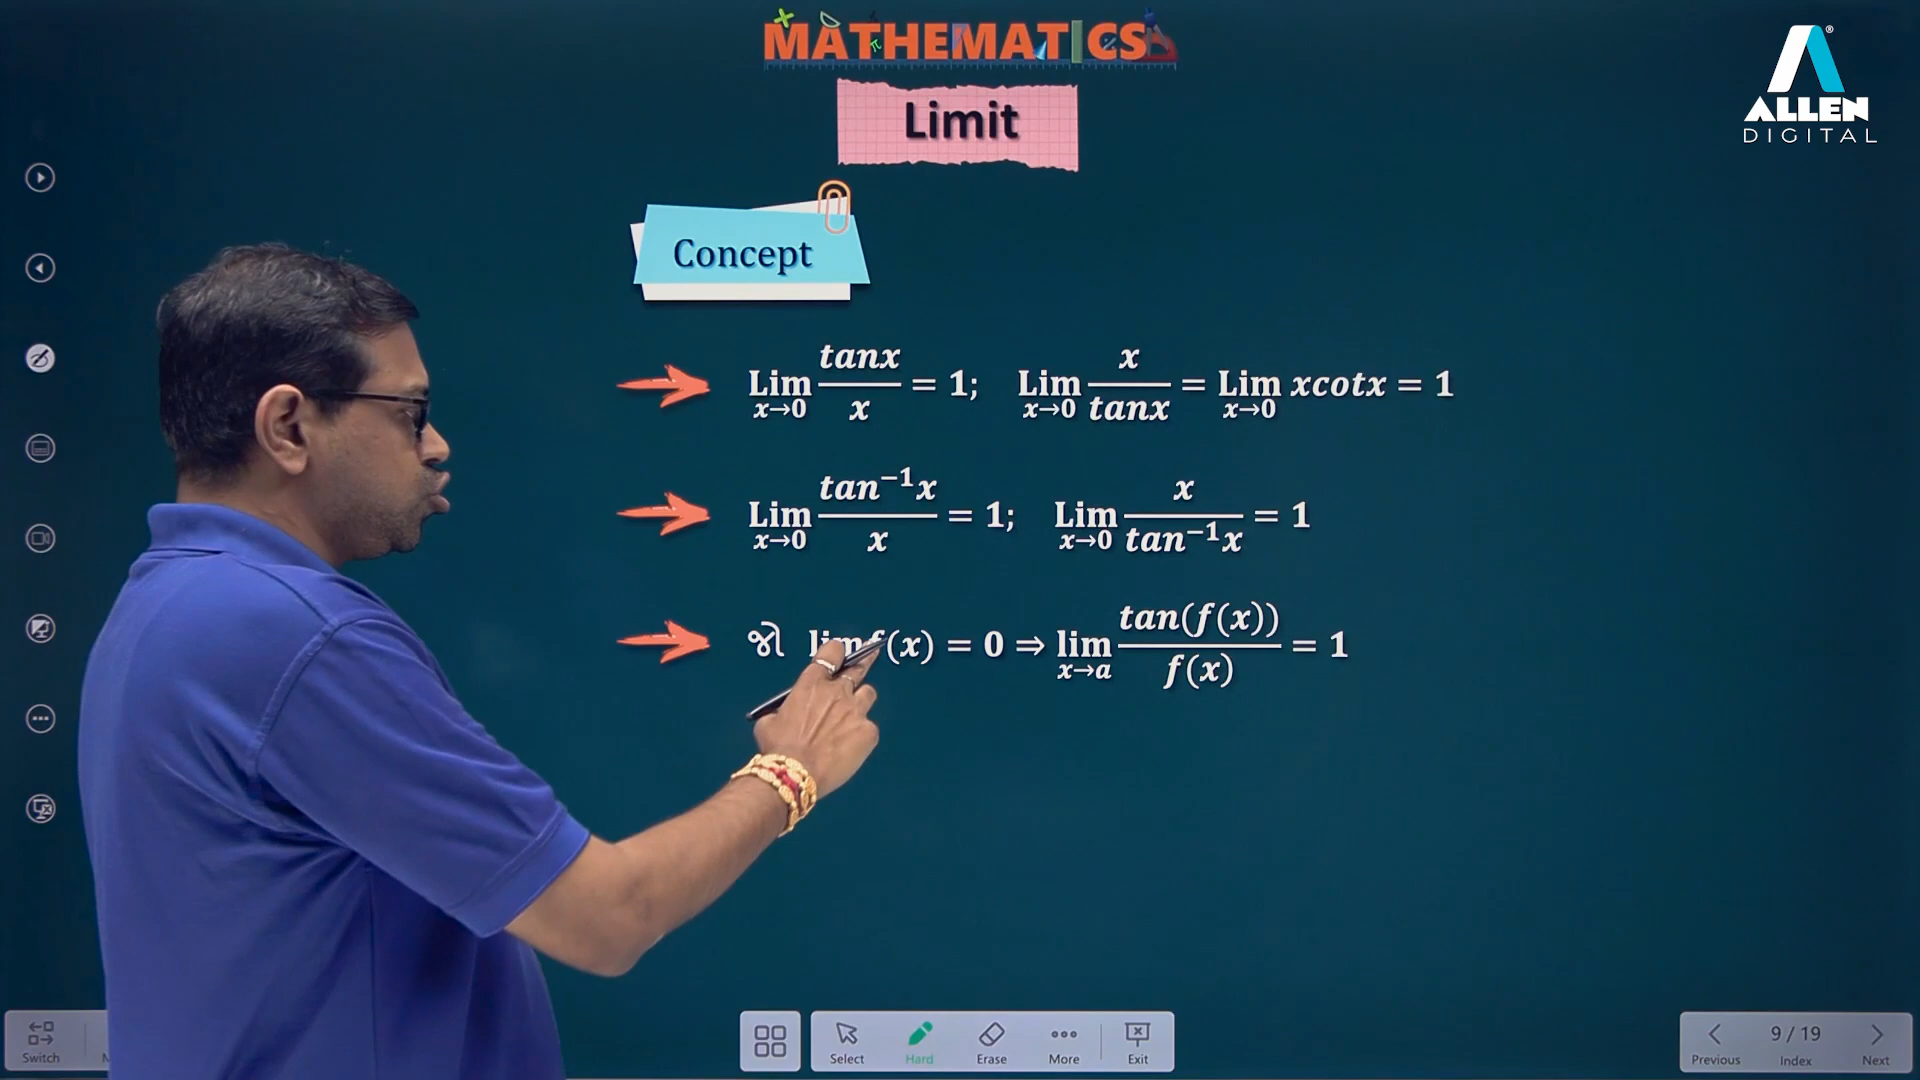 MATHEMATICS
Limit
ALLEN
DIGITAL
Concept
Lim x→0 tanx/x = 1; Lim x→0 x/tanx = Lim x→0 xcotx = 1
Lim x→0 tan⁻¹x/x = 1; Lim x→0 x/tan⁻¹x = 1
જો lim f(x) = 0 ⇒ lim x→a tan(f(x))/f(x) = 1
Switch
Select Hard Erase More Exit
9 / 19
Previous Index Next